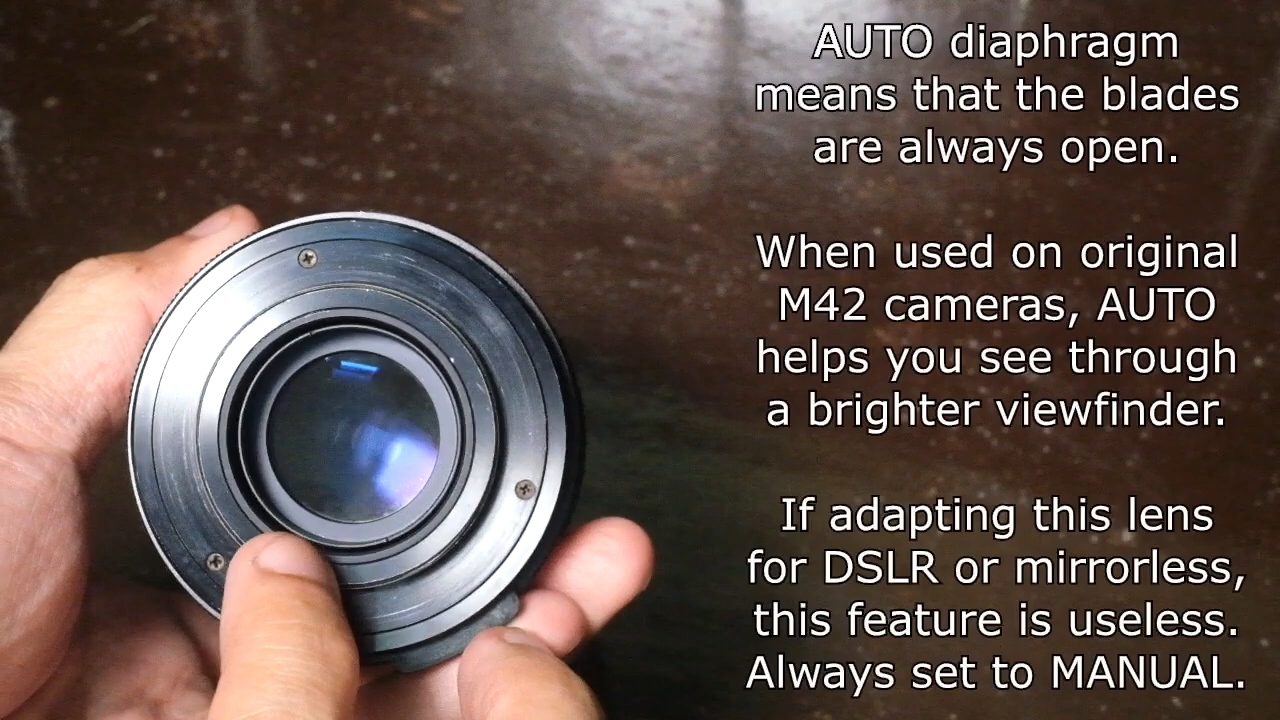 AUTO diaphragm
means that the blades
are always open.
When used on original
M42 cameras, AUTO
helps you see through
a brighter viewfinder.
If adapting this lens
for DSLR or mirrorless,
this feature is useless.
Always set to MANUAL.